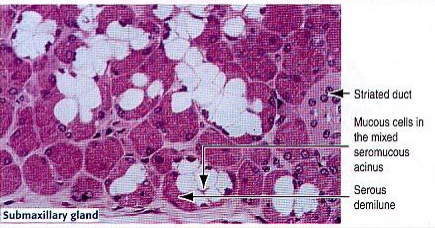 Striated duct
Mucous cells in
the mixed
seromucous
acinus
Serous
demilune
Submaxillary gland